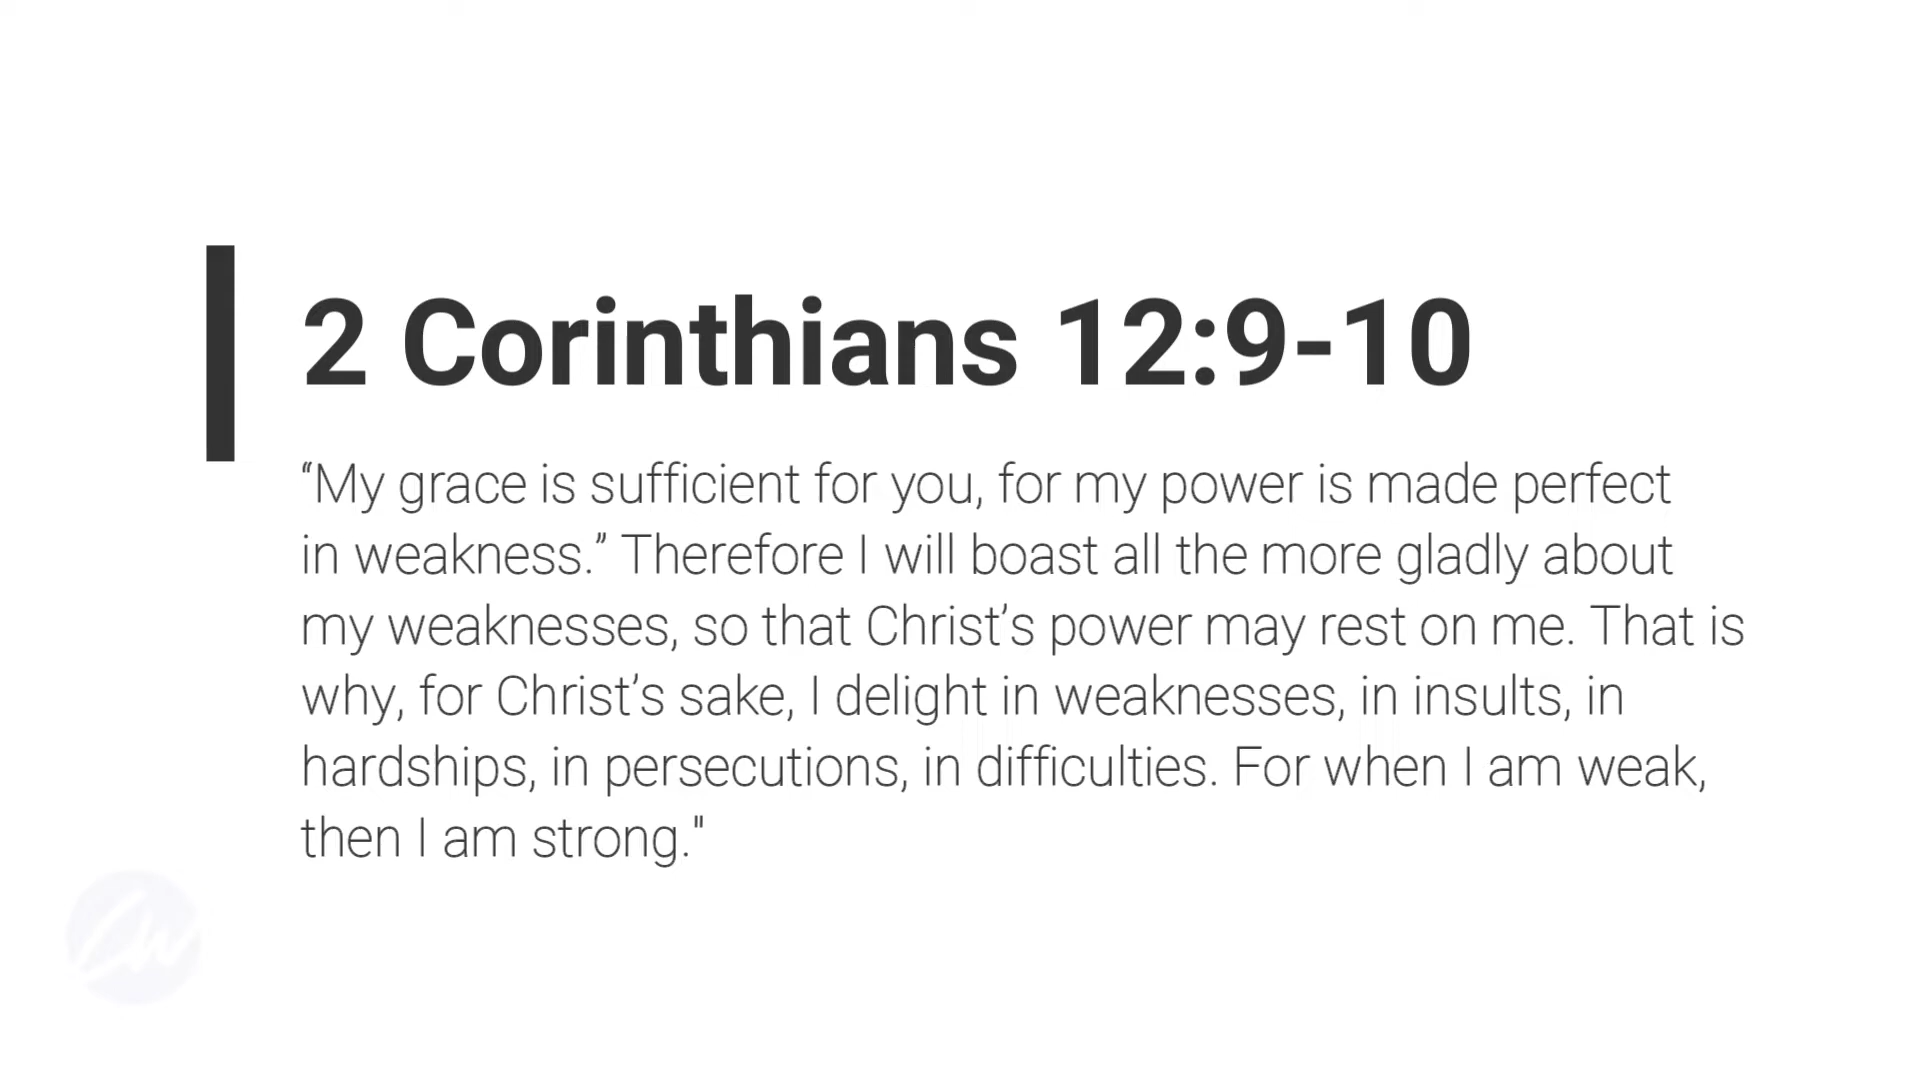 2 Corinthians 12:9-10
“My grace is sufficient for you, for my power is made perfect
in weakness.” Therefore I will boast all the more gladly about
my weaknesses, so that Christ’s power may rest on me. That is
why, for Christ’s sake, I delight in weaknesses, in insults, in
hardships, in persecutions, in difficulties. For when I am weak,
then I am strong."